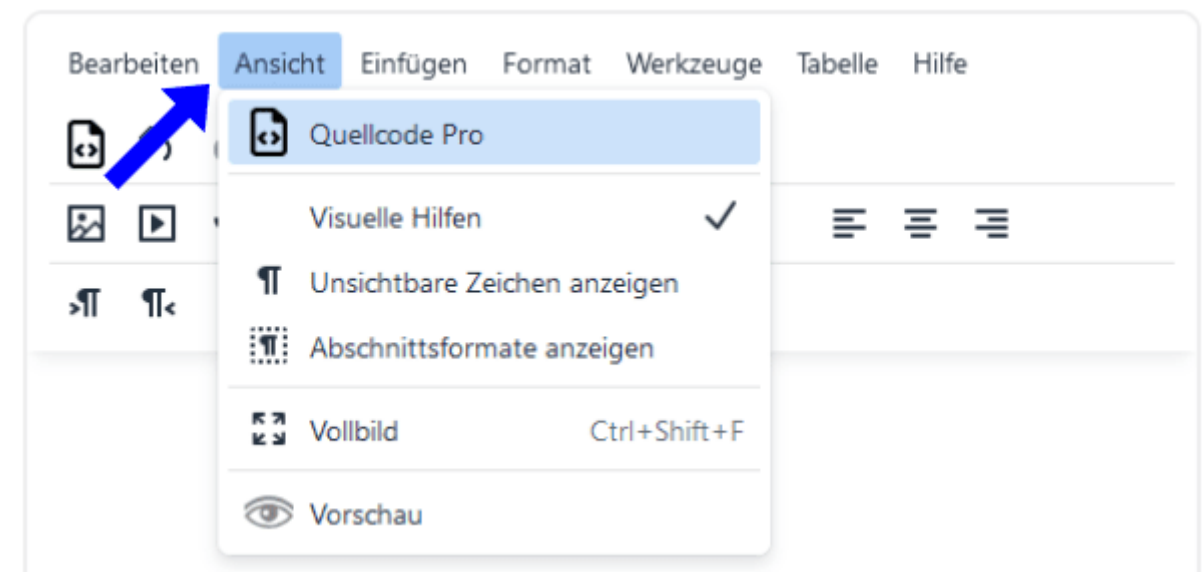 Bearbeiten Ansicht Einfügen Format Werkzeuge Tabelle Hilfe
Quellcode Pro
Visuelle Hilfen
Unsichtbare Zeichen anzeigen
Abschnittsformate anzeigen
Vollbild Ctrl+Shift+F
Vorschau